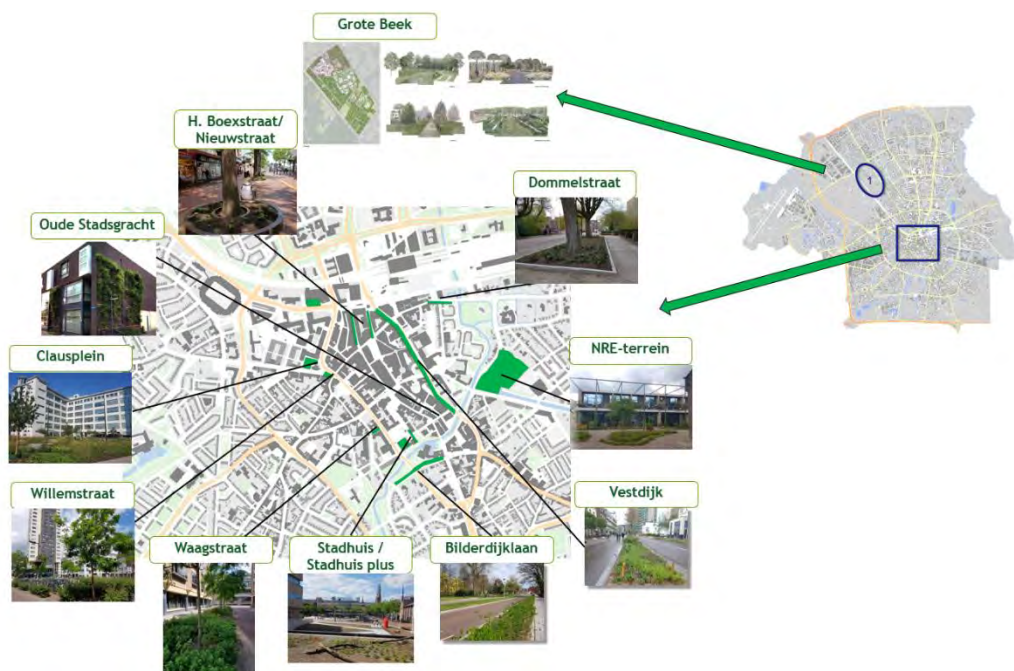 Grote Beek
H. Boexstraat/
Nieuwstraat
Dommelstraat
Oude Stadsgracht
1
Clausplein
NRE-terrein
Willemstraat
Waagstraat
Stadhuis /
Stadhuis plus
Bilderdijklaan
Vestdijk